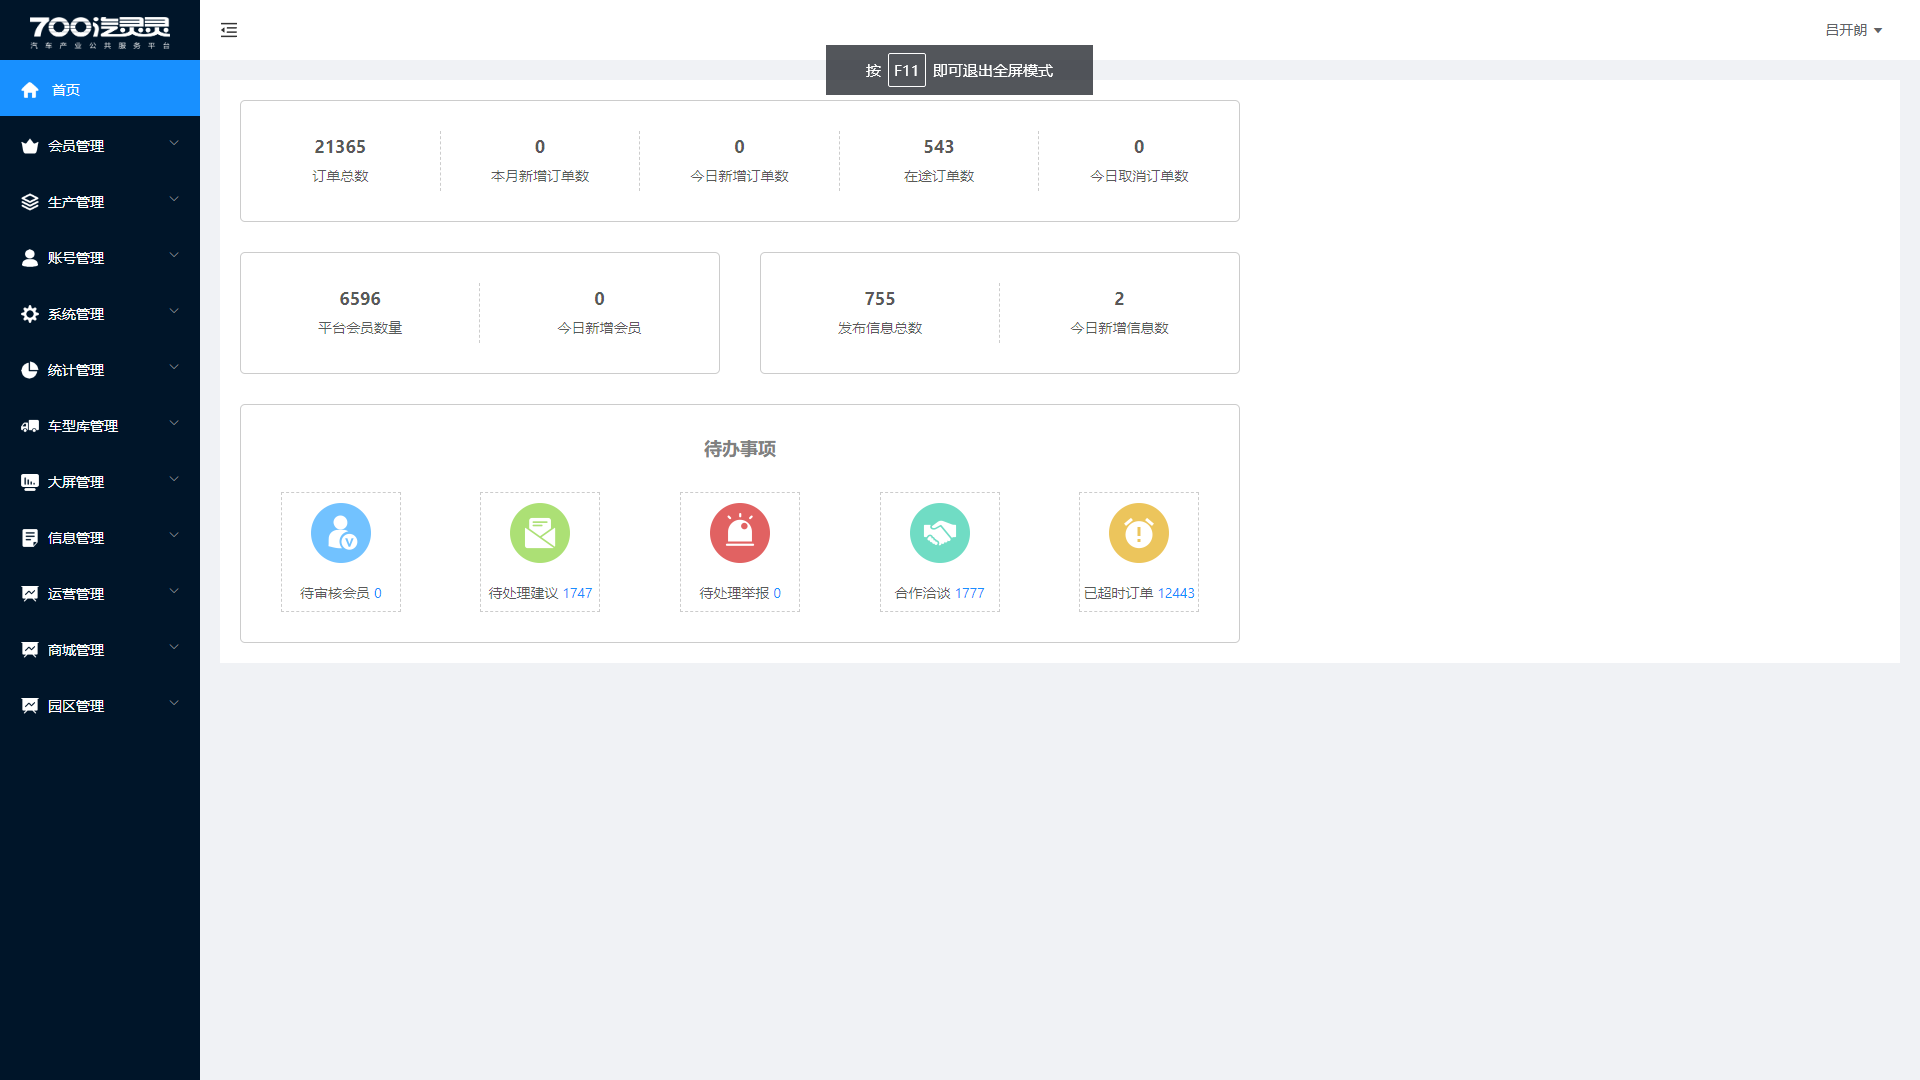 700汽灵灵
汽车产业公共服务平台
吕开朗
按 F11 即可退出全屏模式
首页
会员管理
生产管理
账号管理
系统管理
统计管理
车型库管理
大屏管理
信息管理
运营管理
商城管理
园区管理
21365
订单总数
0
本月新增订单数
0
今日新增订单数
543
在途订单数
0
今日取消订单数
6596
平台会员数量
0
今日新增会员
755
发布信息总数
2
今日新增信息数
待办事项
待审核会员 0
待处理建议 1747
待处理举报 0
合作洽谈 1777
已超时订单 12443